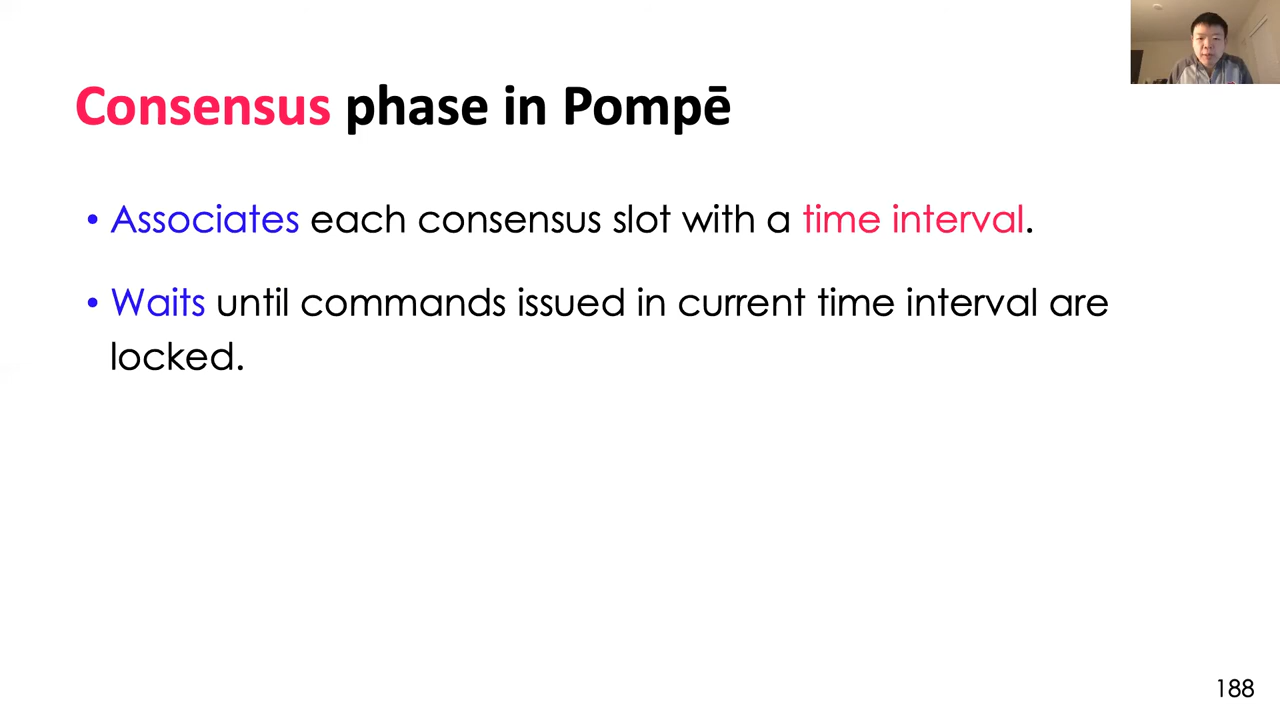 Consensus phase in Pompē
• Associates each consensus slot with a time interval.
• Waits until commands issued in current time interval are
locked.
188